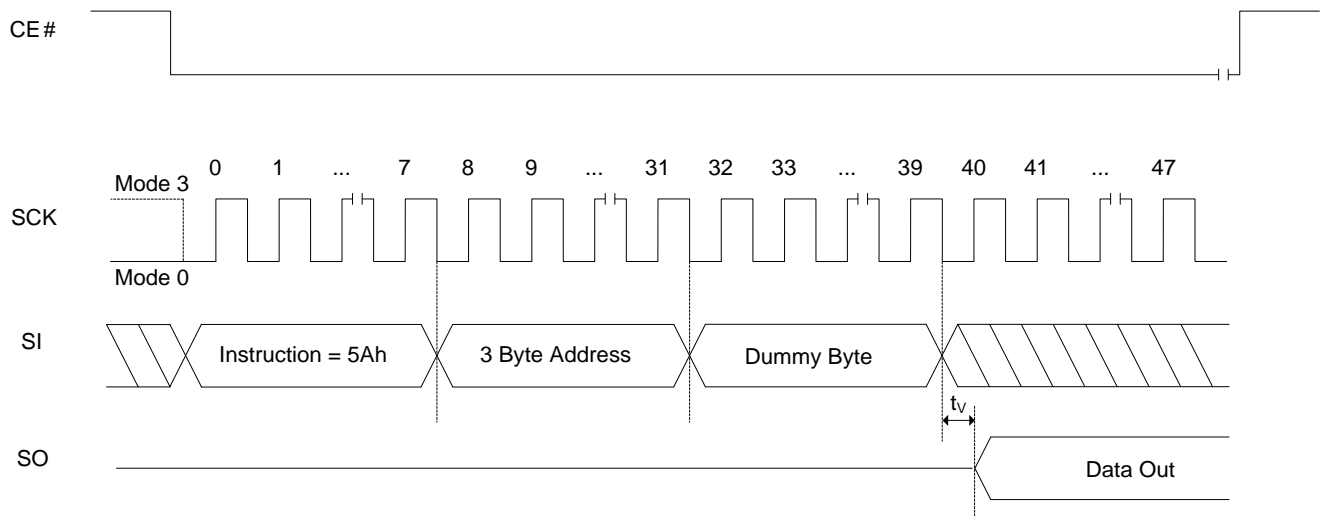 CE#
0 1 ... 7 8 9 ... 31 32 33 ... 39 40 41 ... 47
Mode 3
SCK
Mode 0
SI Instruction = 5Ah 3 Byte Address Dummy Byte
tV
SO Data Out